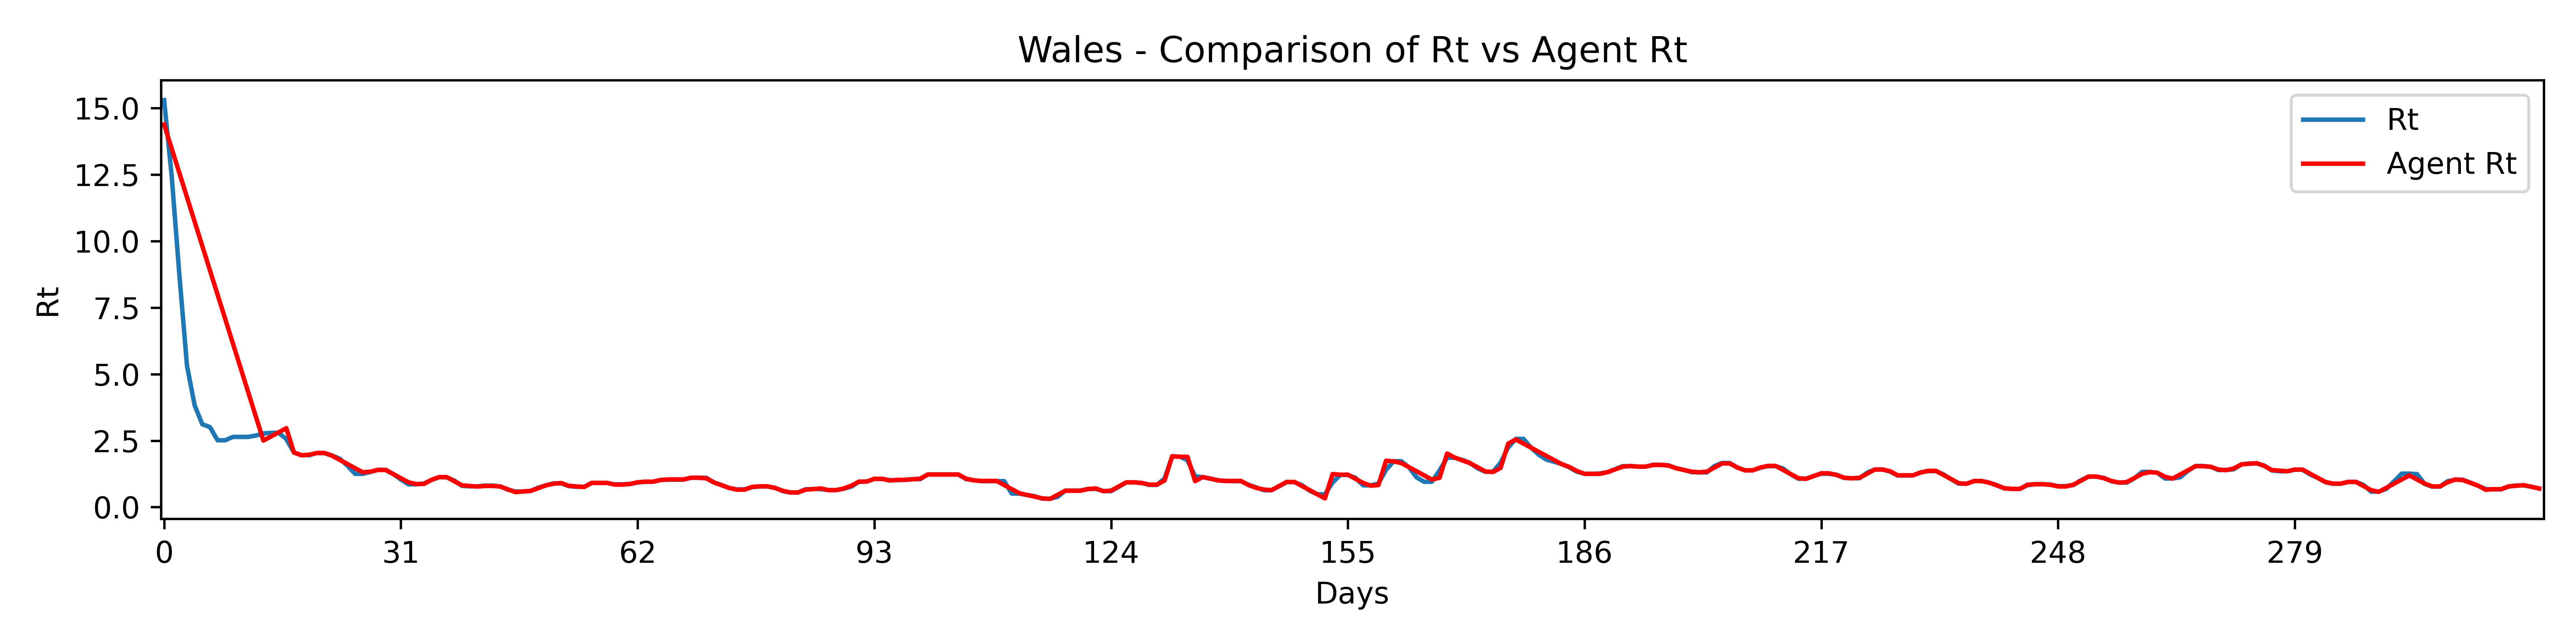 Wales - Comparison of Rt vs Agent Rt
15.0
12.5
10.0
7.5
5.0
2.5
0.0
Rt
Rt
Agent Rt
0 31 62 93 124 155 186 217 248 279
Days